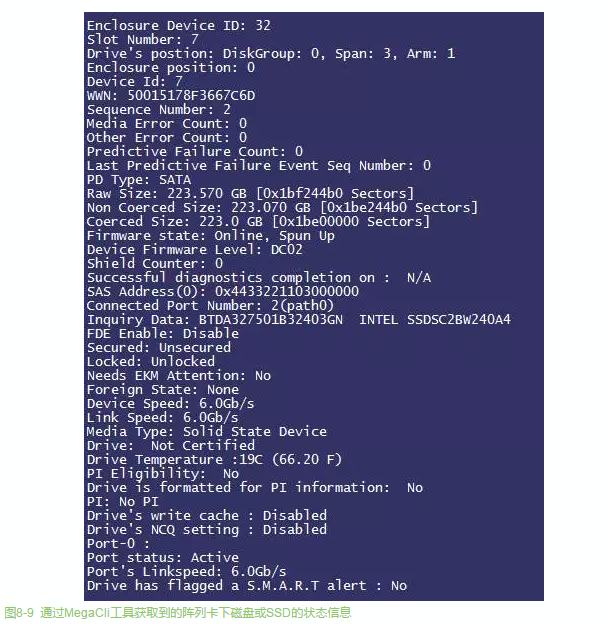 Enclosure Device ID: 32
Slot Number: 7
Drive's postion: DiskGroup: 0, Span: 3, Arm: 1
Enclosure position: 0
Device Id: 7
WWN: 50015178F3667C6D
Sequence Number: 2
Media Error Count: 0
Other Error Count: 0
Predictive Failure Count: 0
Last Predictive Failure Event Seq Number: 0
PD Type: SATA
Raw Size: 223.570 GB [0x1bf244b0 Sectors]
Non Coerced Size: 223.070 GB [0x1be244b0 Sectors]
Coerced Size: 223.0 GB [0x1be00000 Sectors]
Firmware state: Online, Spun Up
Device Firmware Level: DC02
Shield Counter: 0
Successful diagnostics completion on :  N/A
SAS Address(0): 0x4433221103000000
Connected Port Number: 2(path0)
Inquiry Data: BTDA327501B32403GN  INTEL SSDSC2BW240A4
FDE Enable: Disable
Secured: Unsecured
Locked: Unlocked
Needs EKM Attention: No
Foreign State: None
Device Speed: 6.0Gb/s
Link Speed: 6.0Gb/s
Media Type: Solid State Device
Drive:  Not Certified
Drive Temperature :19C (66.20 F)
PI Eligibility:  No
Drive is formatted for PI information:  No
PI: No PI
Drive's write cache : Disabled
Drive's NCQ setting : Disabled
Port-0 :
Port status: Active
Port's Linkspeed: 6.0Gb/s
Drive has flagged a S.M.A.R.T alert : No
图8-9  通过MegaCli工具获取到的阵列卡下磁盘或SSD的状态信息